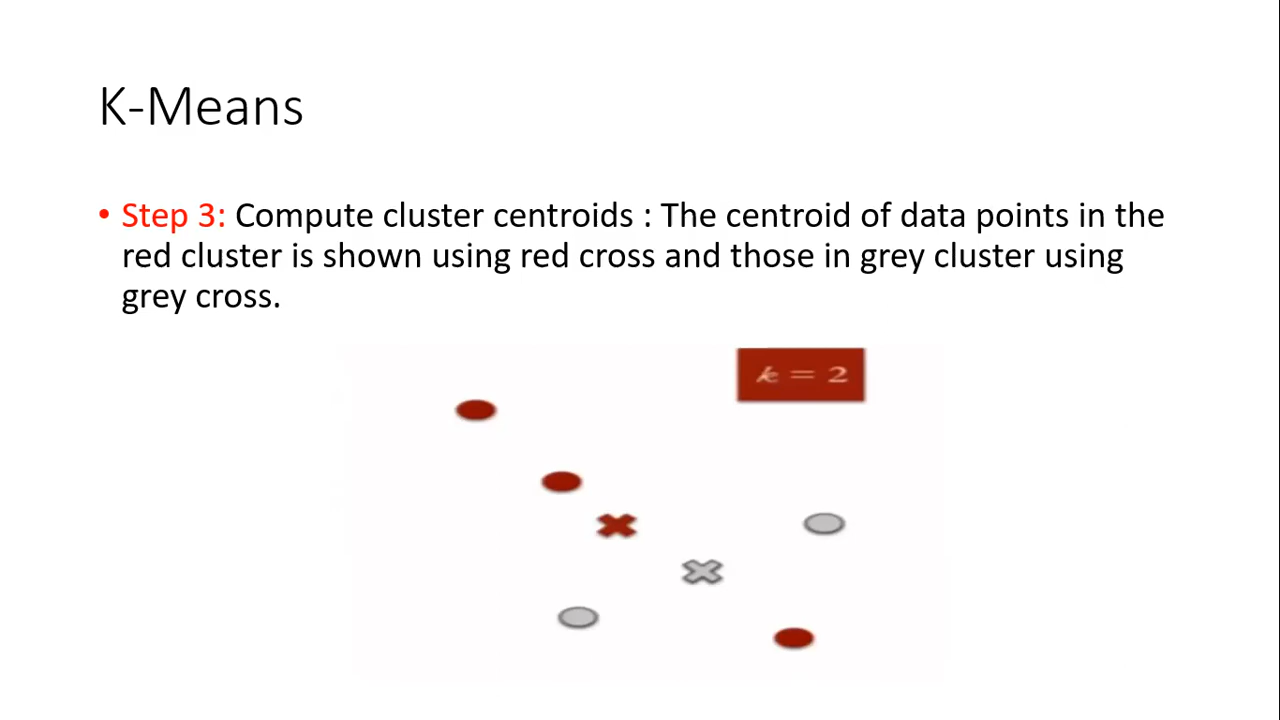 K-Means
• Step 3: Compute cluster centroids : The centroid of data points in the
red cluster is shown using red cross and those in grey cluster using
grey cross.
k = 2